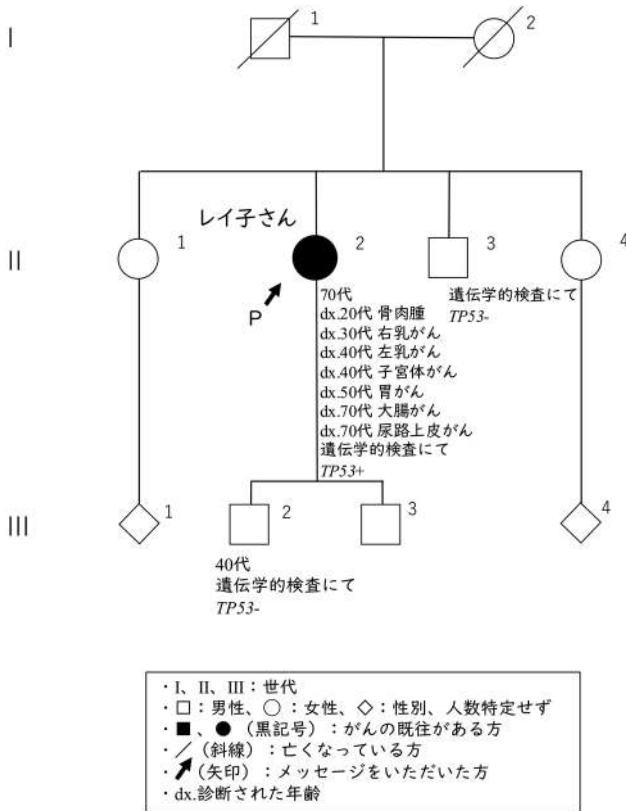 I
1
2
レイ子さん
II
1
2
3
4
P
70代
dx.20代 骨肉腫
dx.30代 右乳がん
dx.40代 左乳がん
dx.40代 子宮体がん
dx.50代 胃がん
dx.70代 大腸がん
dx.70代 尿路上皮がん
遺伝学的検査にて
TP53+
遺伝学的検査にて
TP53-
III
1
2
3
4
40代
遺伝学的検査にて
TP53-
・I、II、III：世代
・□：男性、○：女性、◇：性別、人数特定せず
・■、●（黒記号）：がんの既往がある方
・／（斜線）：亡くなっている方
・➚（矢印）：メッセージをいただいた方
・dx.診断された年齢